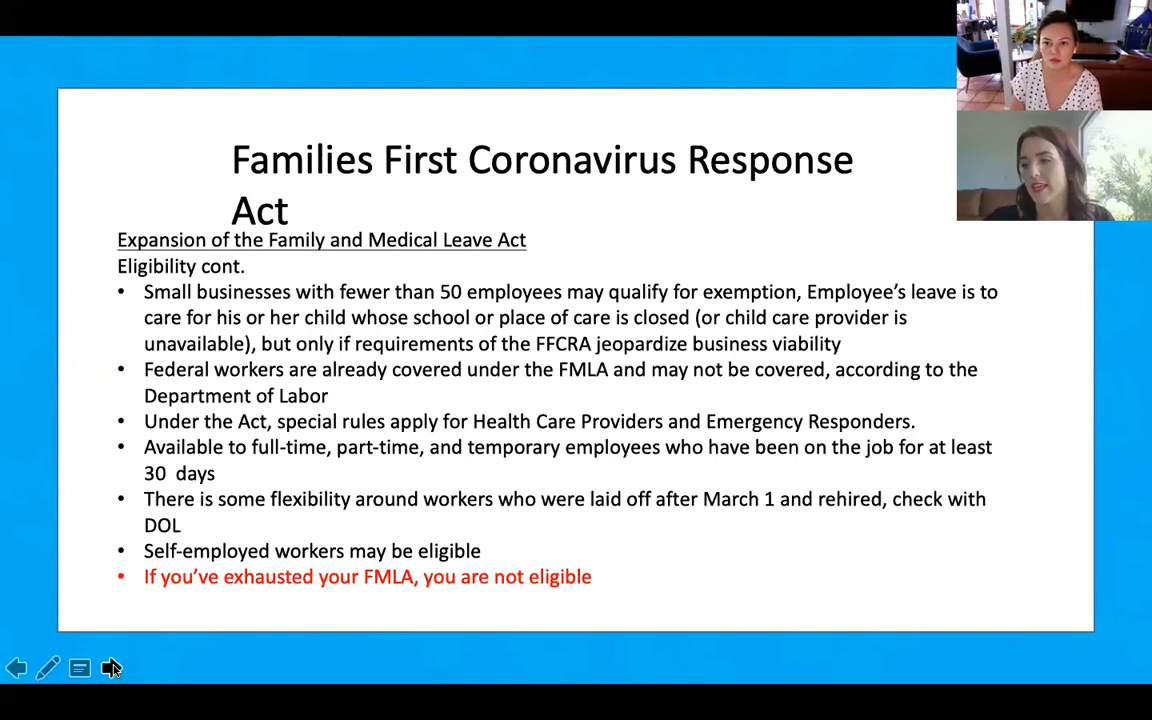 Families First Coronavirus Response
Act
Expansion of the Family and Medical Leave Act
Eligibility cont.
• Small businesses with fewer than 50 employees may qualify for exemption, Employee’s leave is to
care for his or her child whose school or place of care is closed (or child care provider is
unavailable), but only if requirements of the FFCRA jeopardize business viability
• Federal workers are already covered under the FMLA and may not be covered, according to the
Department of Labor
• Under the Act, special rules apply for Health Care Providers and Emergency Responders.
• Available to full-time, part-time, and temporary employees who have been on the job for at least
30  days
• There is some flexibility around workers who were laid off after March 1 and rehired, check with
DOL
• Self-employed workers may be eligible
• If you’ve exhausted your FMLA, you are not eligible